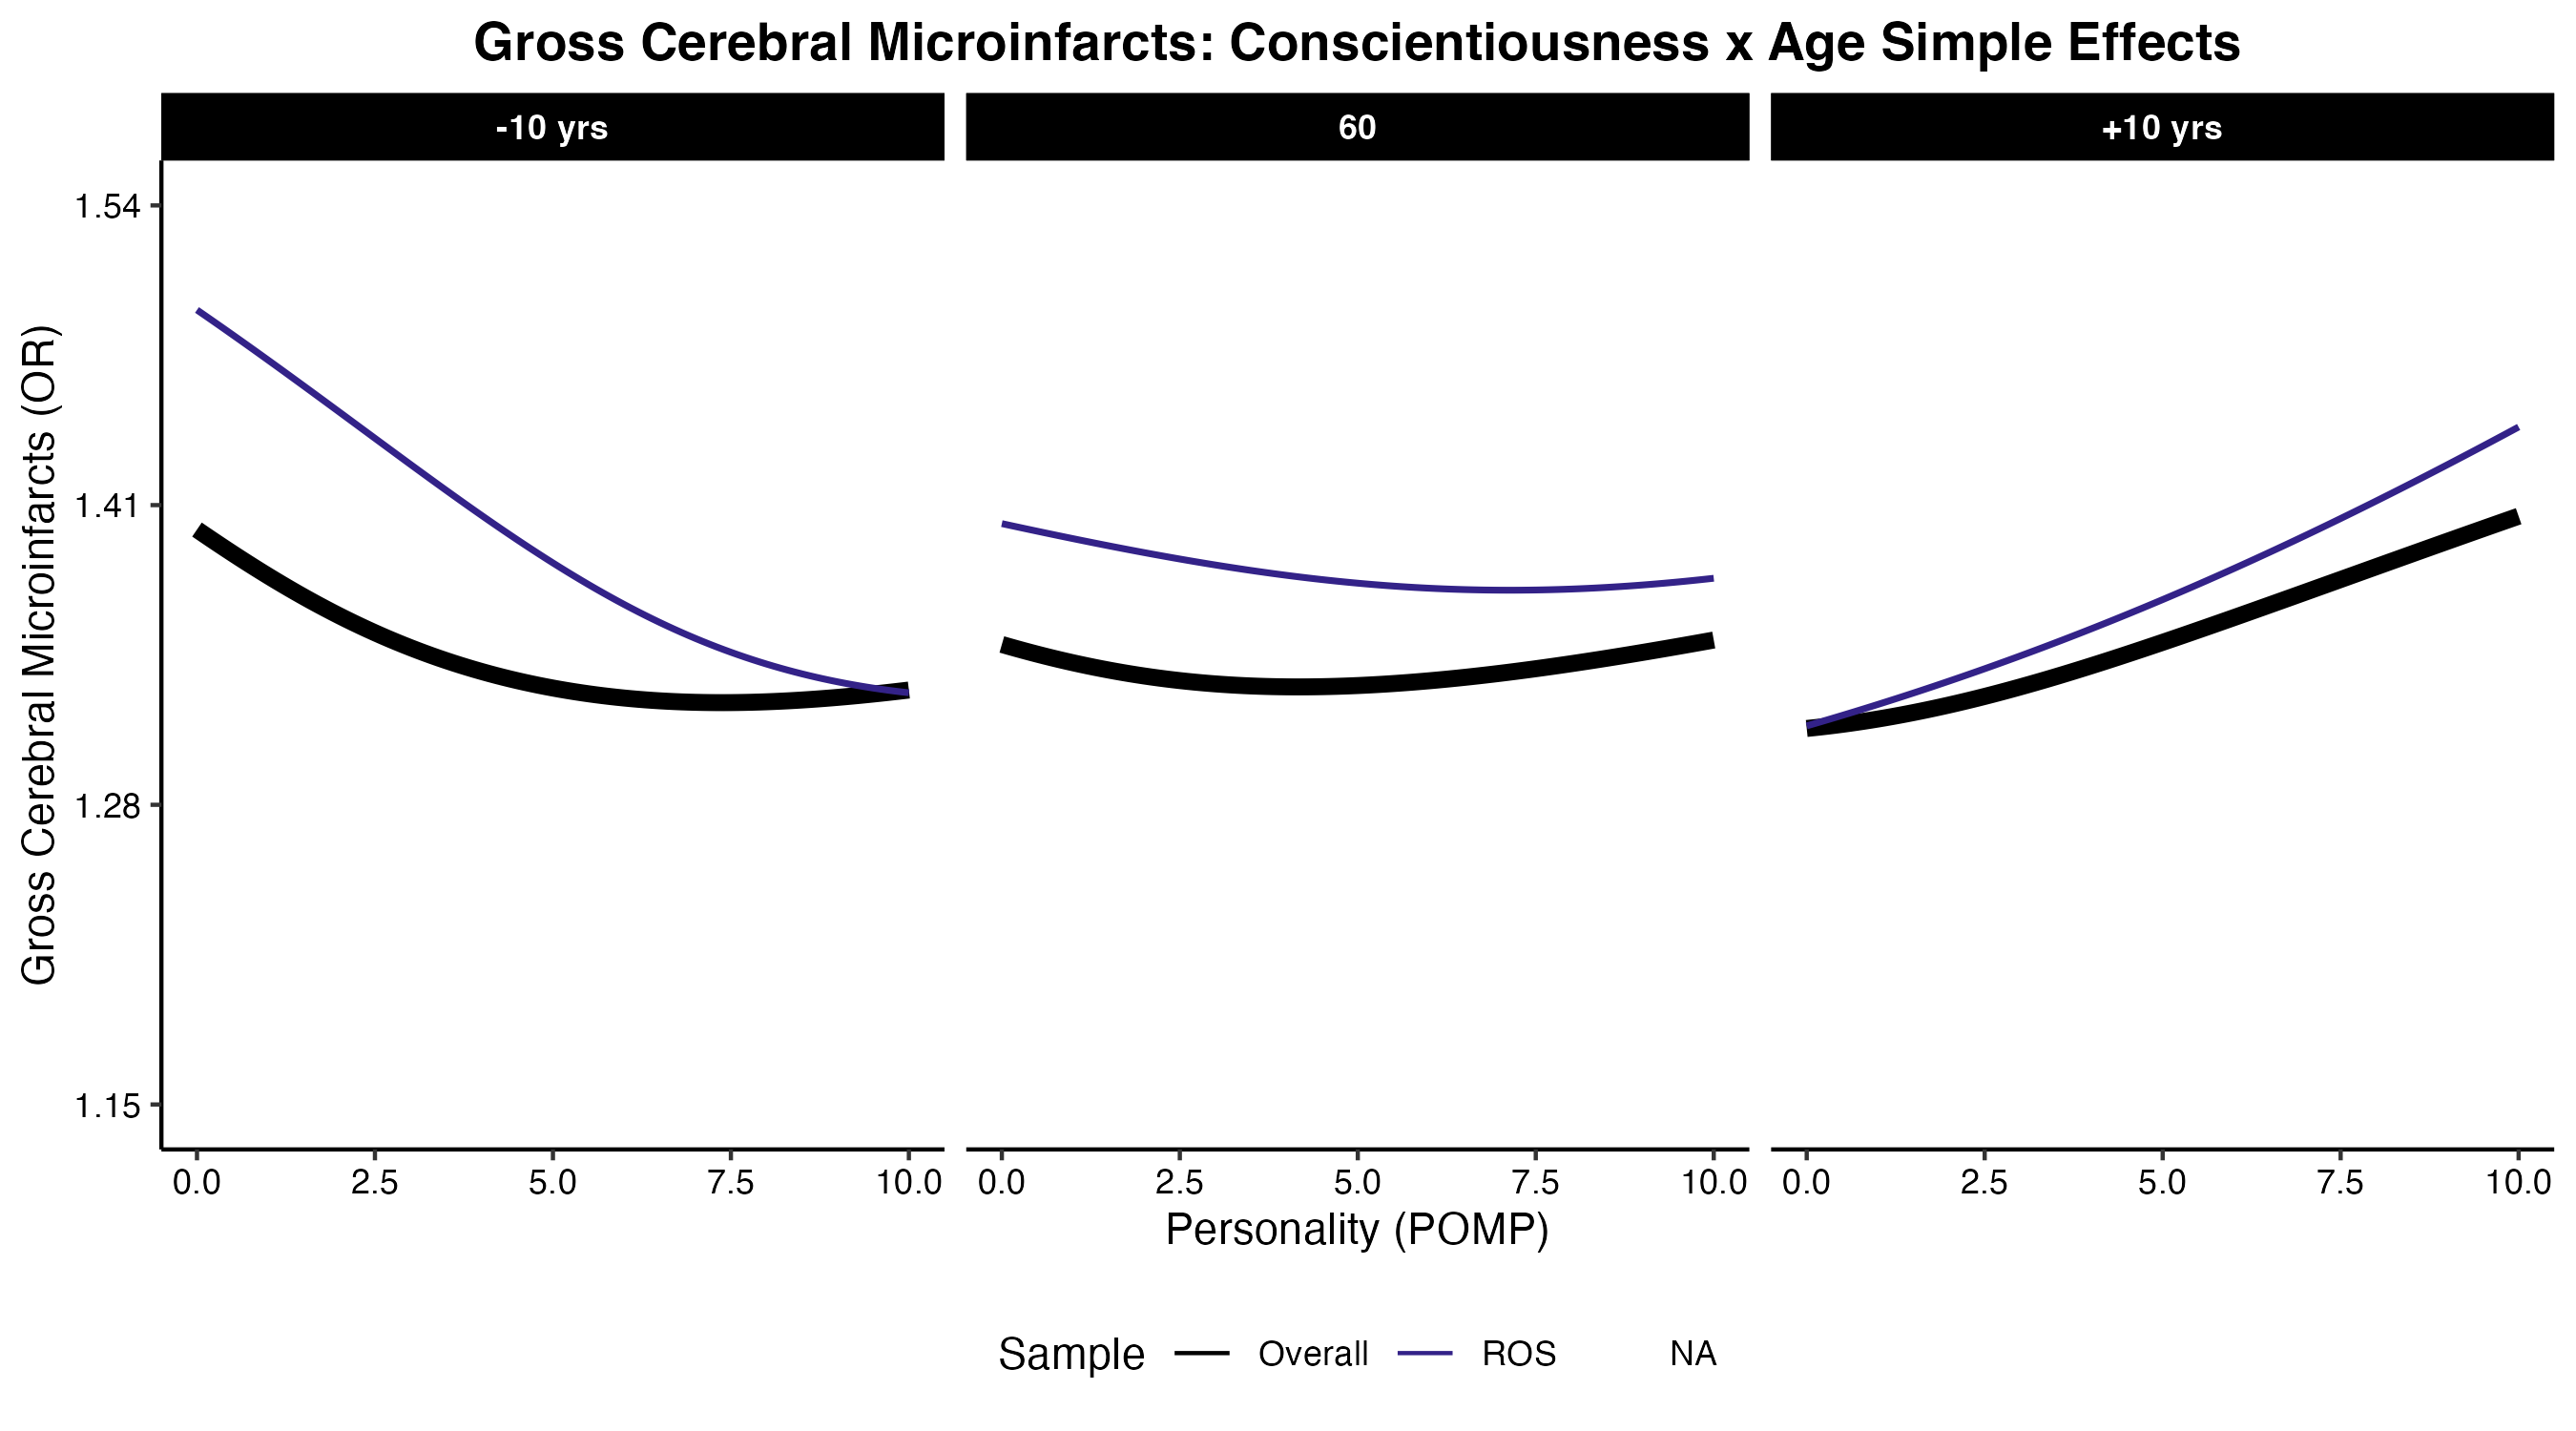 Gross Cerebral Microinfarcts: Conscientiousness x Age Simple Effects
-10 yrs 60 +10 yrs
Gross Cerebral Microinfarcts (OR)
1.54
1.41
1.28
1.15
0.0 2.5 5.0 7.5 10.0 0.0 2.5 5.0 7.5 10.0 0.0 2.5 5.0 7.5 10.0
Personality (POMP)
Sample Overall ROS NA